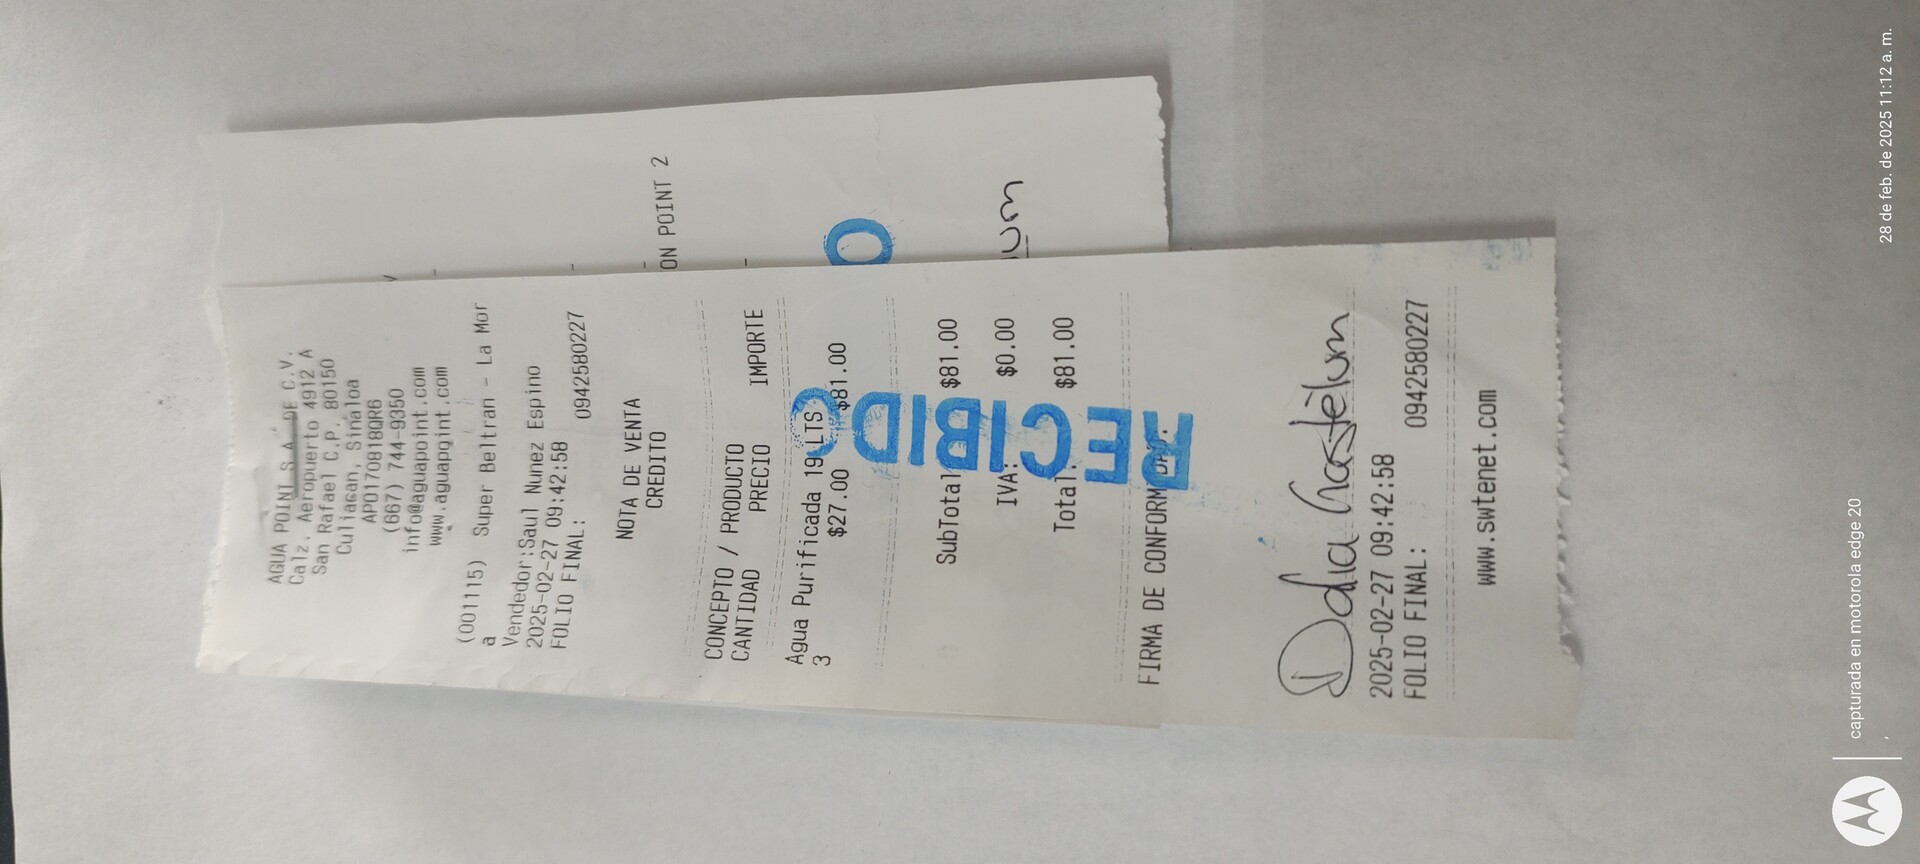 AGUA POINT S.A. DE C.V.
Calz. Aeropuerto 4912 A
San Rafael C.P. 80150
Culiacan, Sinaloa
APO170818QR6
(667) 744-9350
info@aguapoint.com
www.aguapoint.com
(001115) Super Beltran - La Mor
a
Vendedor:Saul Nunez Espino
2025-02-27 09:42:58
FOLIO FINAL: 0942580227
NOTA DE VENTA
CREDITO
CONCEPTO / PRODUCTO
CANTIDAD PRECIO IMPORTE
Agua Purificada 19 LTS
3 $27.00 $81.00
SubTotal $81.00
IVA: $0.00
Total: $81.00
RECIBIDO
FIRMA DE CONFORMIDAD:
Dalia Gastèlum
2025-02-27 09:42:58
FOLIO FINAL: 0942580227
www.swtenet.com
ON POINT 2
O
um
28 de feb. de 2025 11:12 a. m.
capturada en motorola edge 20